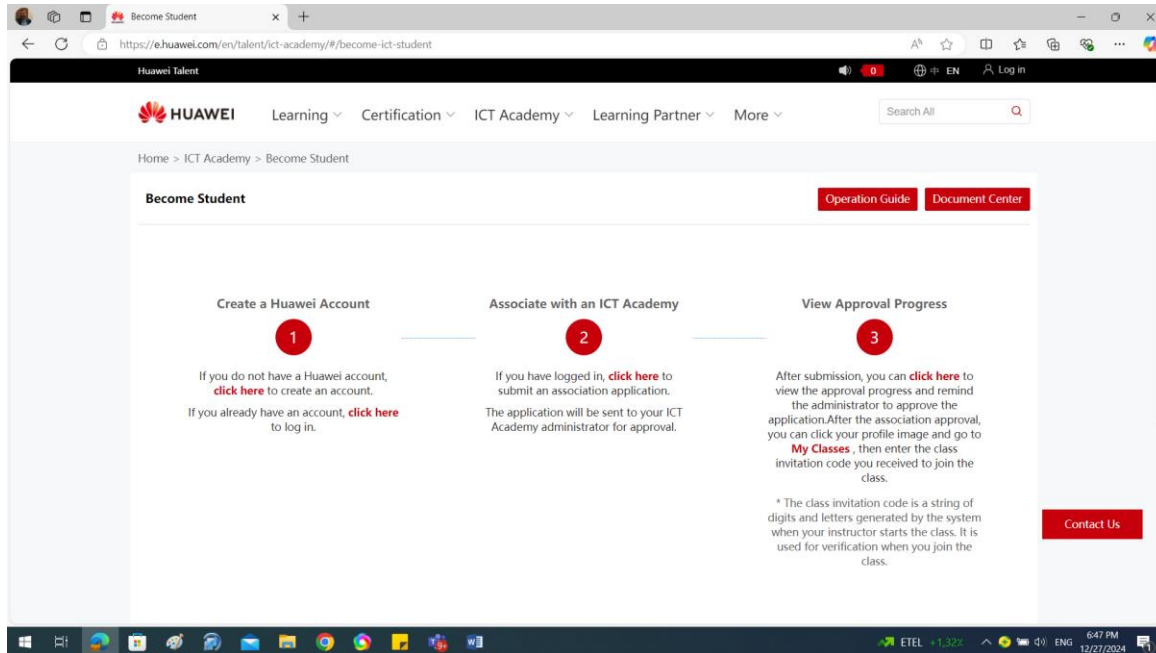 Become Student
https://e.huawei.com/en/talent/ict-academy/#/become-ict-student
Huawei Talent
0
中 EN
Log in
HUAWEI
Learning
Certification
ICT Academy
Learning Partner
More
Search All
Home > ICT Academy > Become Student
Become Student
Operation Guide
Document Center
Create a Huawei Account
1
If you do not have a Huawei account,
click here to create an account.
If you already have an account, click here
to log in.
Associate with an ICT Academy
2
If you have logged in, click here to
submit an association application.
The application will be sent to your ICT
Academy administrator for approval.
View Approval Progress
3
After submission, you can click here to
view the approval progress and remind
the administrator to approve the
application.After the association approval,
you can click your profile image and go to
My Classes , then enter the class
invitation code you received to join the
class.
* The class invitation code is a string of
digits and letters generated by the system
when your instructor starts the class. It is
used for verification when you join the
class.
Contact Us
ETEL +1,32%
ENG
6:47 PM
12/27/2024